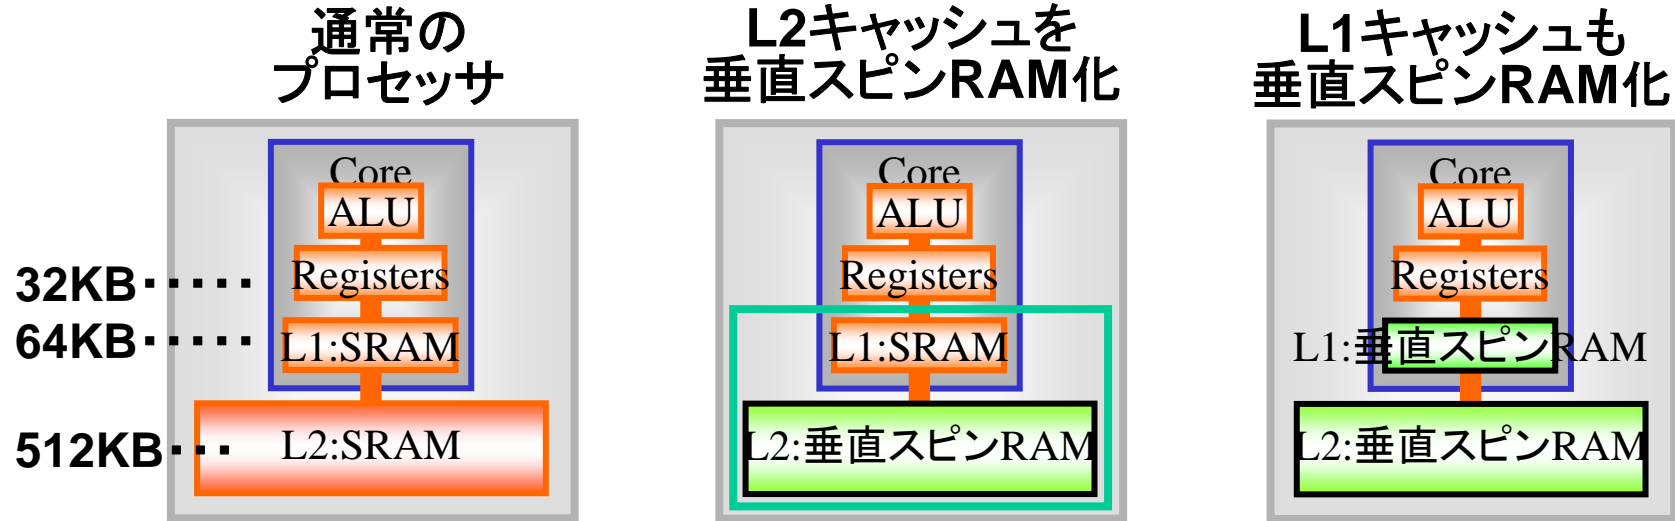 通常の
プロセッサ
L2キャッシュを
垂直スピンRAM化
L1キャッシュも
垂直スピンRAM化
32KB・・・・・
64KB・・・・・
512KB・・・
Core
ALU
Registers
L1:SRAM
L2:SRAM
Core
ALU
Registers
L1:SRAM
L2:垂直スピンRAM
Core
ALU
Registers
L1:垂直スピンRAM
L2:垂直スピンRAM